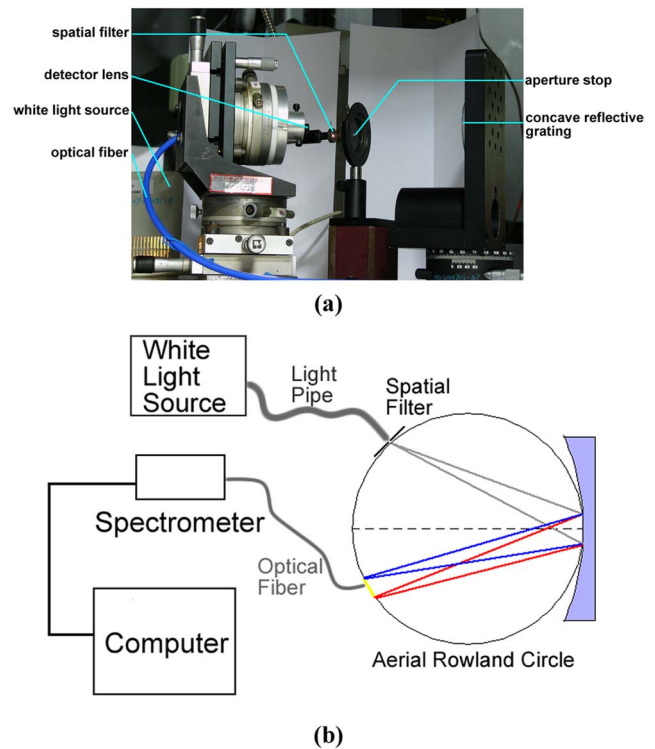 spatial filter
detector lens
white light source
optical fiber
aperture stop
concave reflective
grating
(a)
White
Light
Source
Light
Pipe
Spatial
Filter
Spectrometer
Optical
Fiber
Computer
Aerial Rowland Circle
(b)